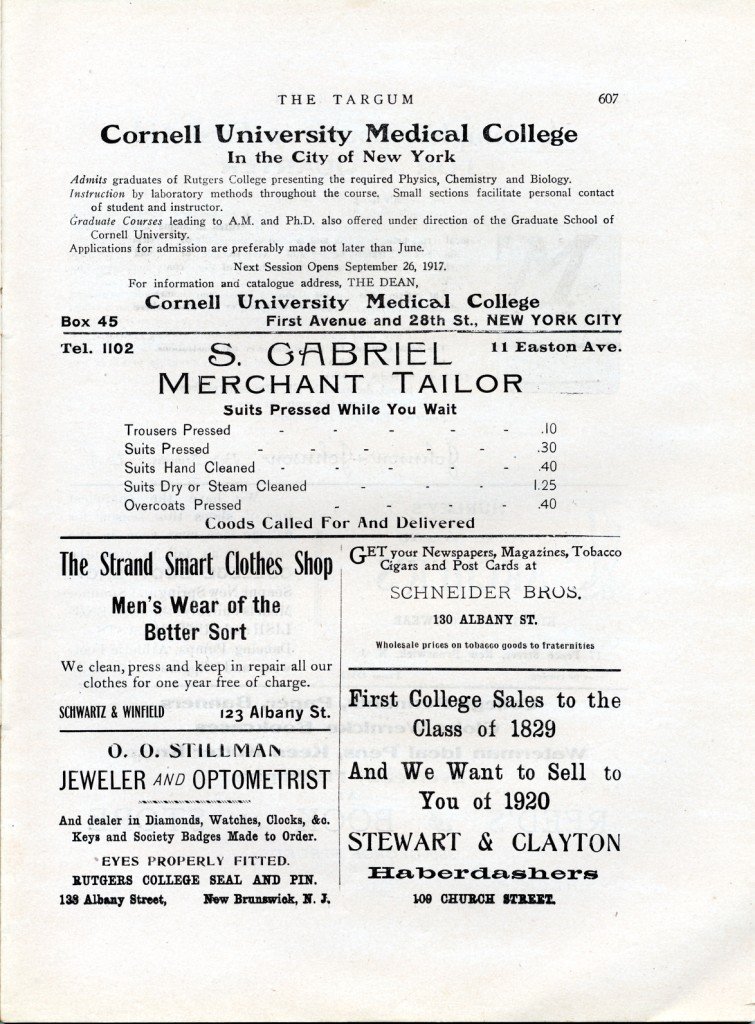 THE TARGUM 607
Cornell University Medical College
In the City of New York
Admits graduates of Rutgers College presenting the required Physics, Chemistry and Biology.
Instruction by laboratory methods throughout the course. Small sections facilitate personal contact
of student and instructor.
Graduate Courses leading to A.M. and Ph.D. also offered under direction of the Graduate School of
Cornell University.
Applications for admission are preferably made not later than June.
Next Session Opens September 26, 1917.
For information and catalogue address, THE DEAN,
Cornell University Medical College
Box 45 First Avenue and 28th St., NEW YORK CITY
Tel. 1102 S. GABRIEL 11 Easton Ave.
MERCHANT TAILOR
Suits Pressed While You Wait
Trousers Pressed - - - - - .10
Suits Pressed - - - - - - .30
Suits Hand Cleaned - - - - - .40
Suits Dry or Steam Cleaned - - - - 1.25
Overcoats Pressed - - - - .40
Goods Called For And Delivered
The Strand Smart Clothes Shop
Men's Wear of the
Better Sort
We clean, press and keep in repair all our
clothes for one year free of charge.
SCHWARTZ & WINFIELD 123 Albany St.
O. O. STILLMAN
JEWELER AND OPTOMETRIST
And dealer in Diamonds, Watches, Clocks, &c.
Keys and Society Badges Made to Order.
EYES PROPERLY FITTED.
RUTGERS COLLEGE SEAL AND PIN.
138 Albany Street, New Brunswick, N. J.
GET your Newspapers, Magazines, Tobacco
Cigars and Post Cards at
SCHNEIDER BROS.
130 ALBANY ST.
Wholesale prices on tobacco goods to fraternities
First College Sales to the
Class of 1829
And We Want to Sell to
You of 1920
STEWART & CLAYTON
Haberdashers
109 CHURCH STREET.